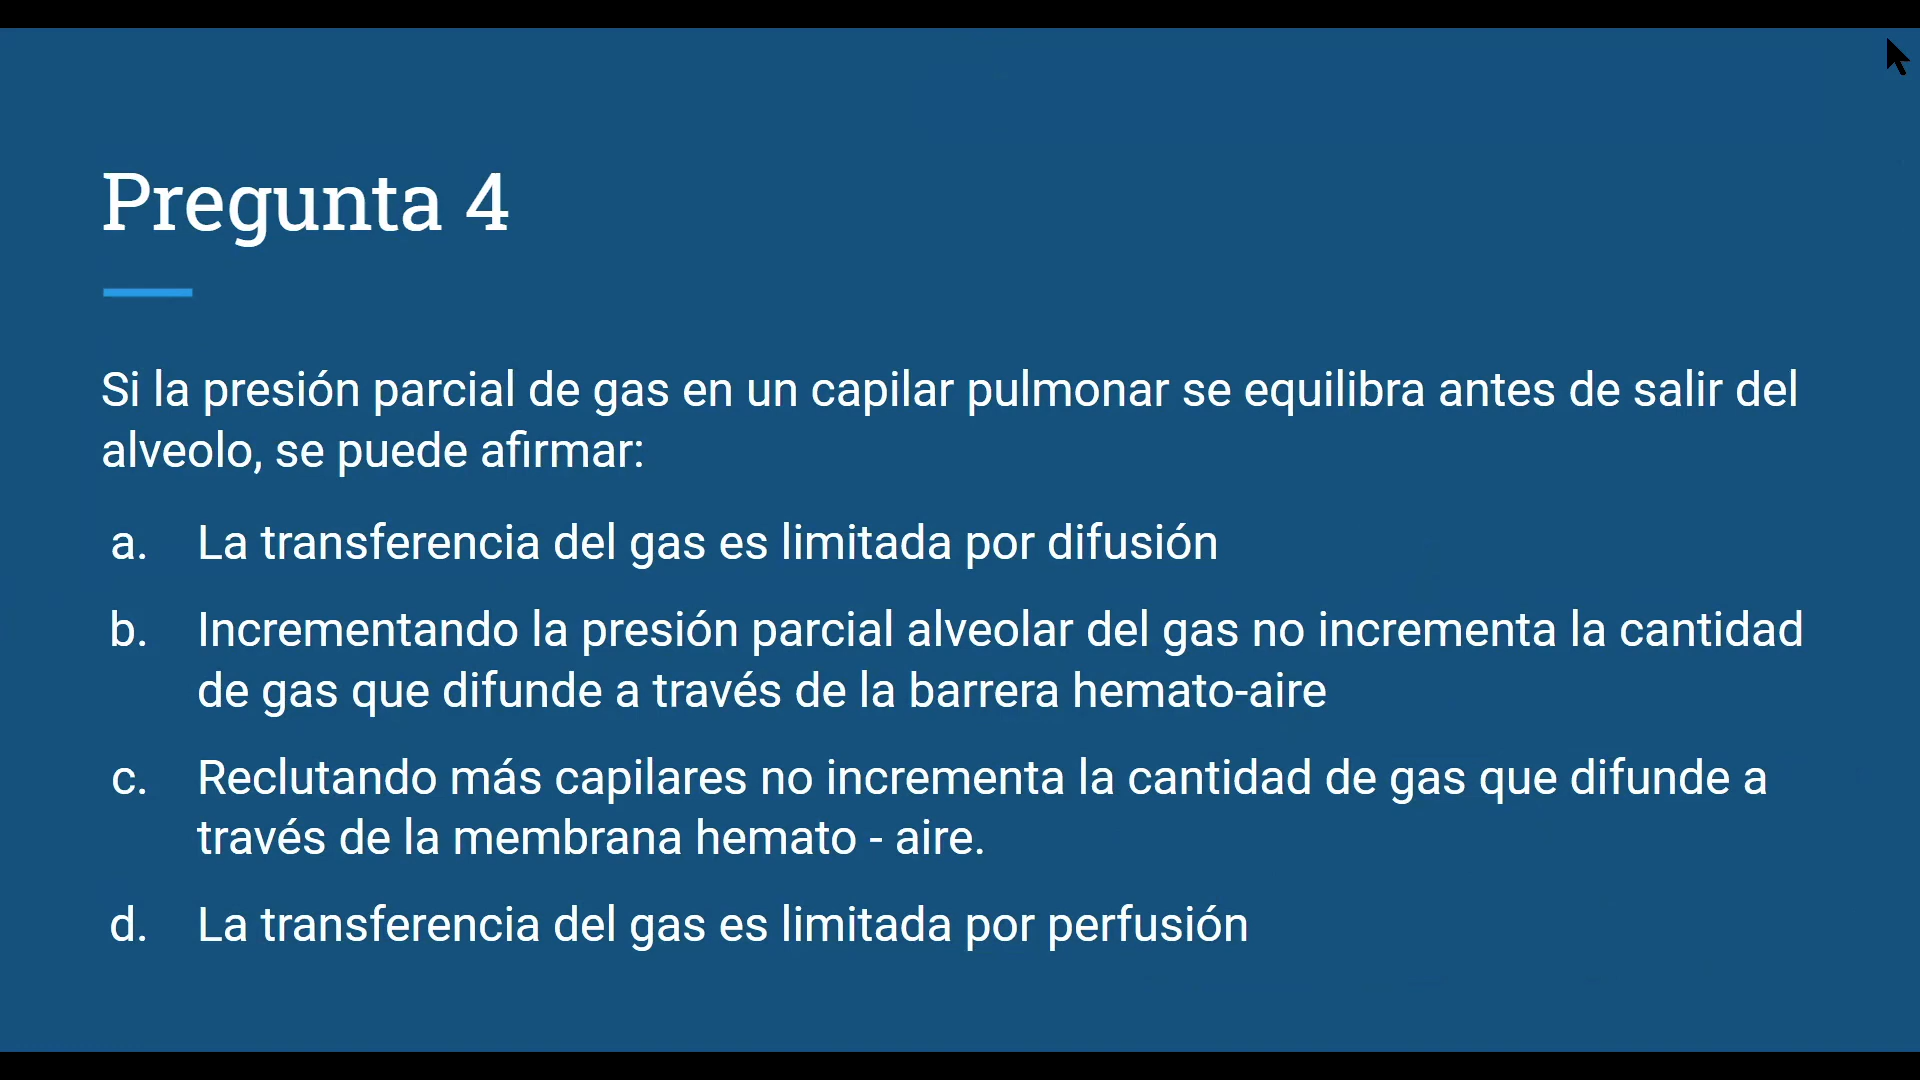 Pregunta 4
Si la presión parcial de gas en un capilar pulmonar se equilibra antes de salir del
alveolo, se puede afirmar:
a. La transferencia del gas es limitada por difusión
b. Incrementando la presión parcial alveolar del gas no incrementa la cantidad
de gas que difunde a través de la barrera hemato-aire
c. Reclutando más capilares no incrementa la cantidad de gas que difunde a
través de la membrana hemato - aire.
d. La transferencia del gas es limitada por perfusión